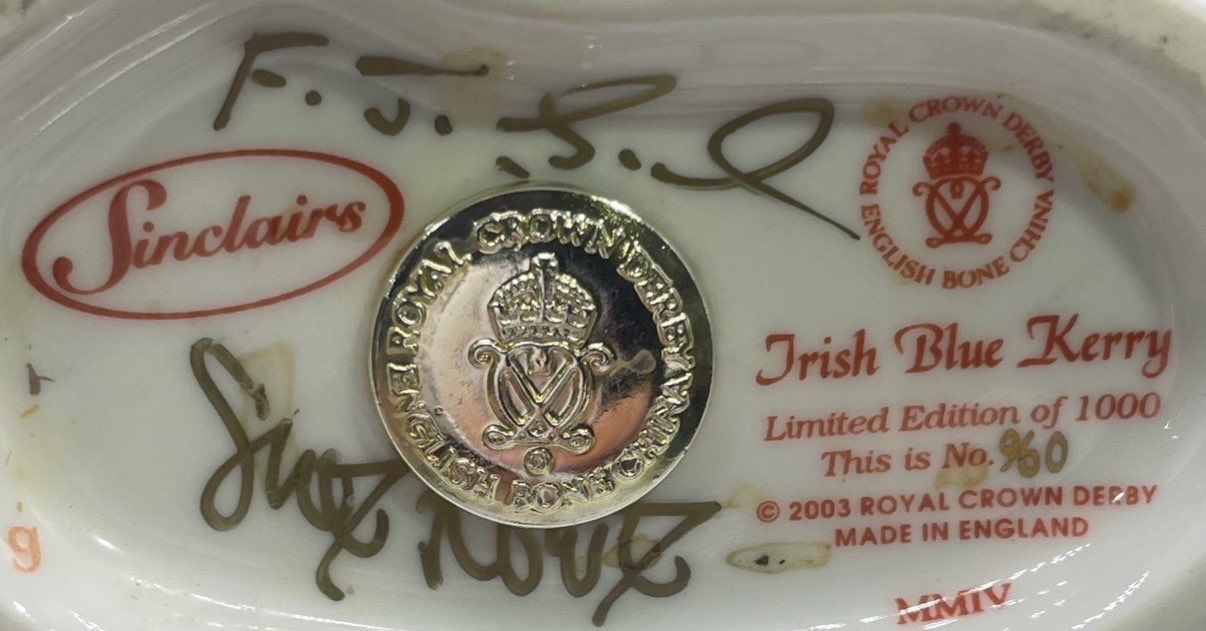 F. J.
Sinclairs
ROYAL CROWN DERBY
ENGLISH BONE CHINA
ROYAL CROWN DERBY
ENGLISH BONE CHINA
Irish Blue Kerry
Limited Edition of 1000
This is No. 960
© 2003 ROYAL CROWN DERBY
MADE IN ENGLAND
MMIV
g